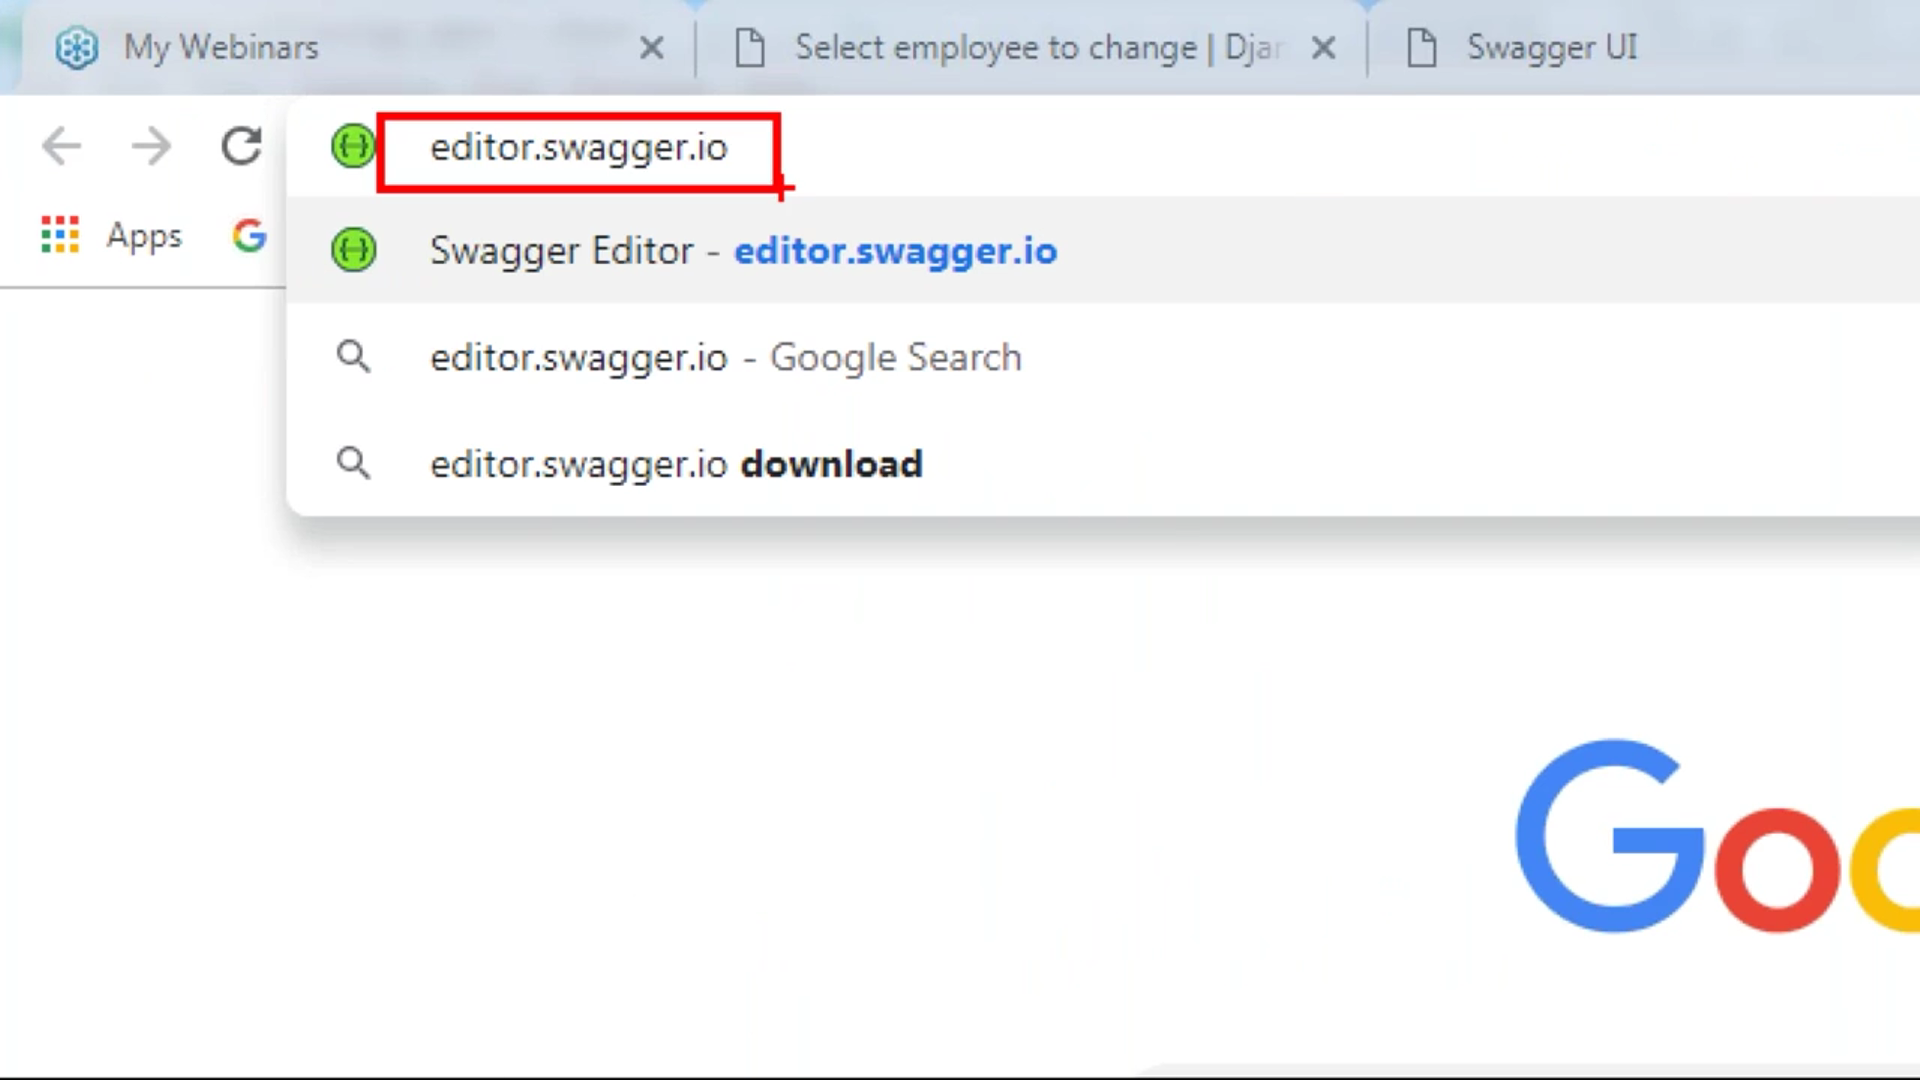 My Webinars
Select employee to change | Djan
Swagger UI
editor.swagger.io
Apps
Swagger Editor - editor.swagger.io
editor.swagger.io - Google Search
editor.swagger.io download
Goo